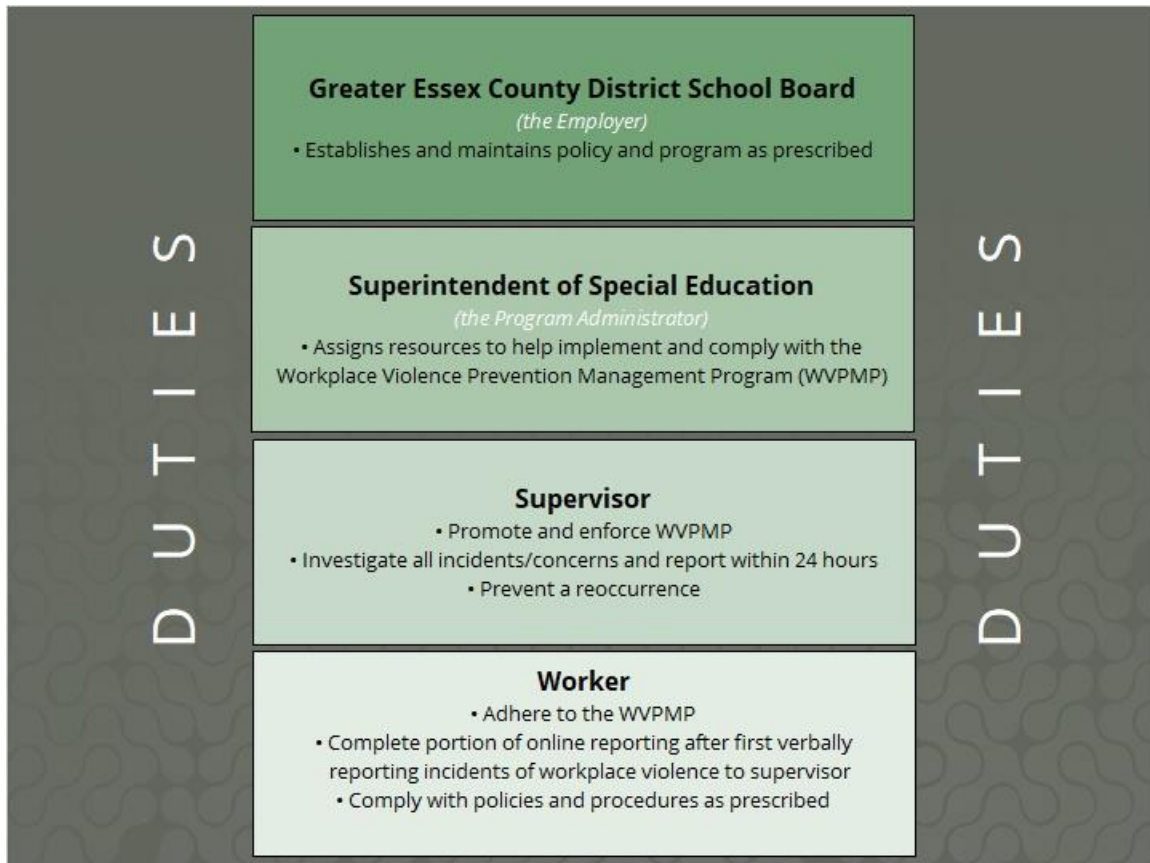 Greater Essex County District School Board
(the Employer)
• Establishes and maintains policy and program as prescribed
DUTIES
Superintendent of Special Education
(the Program Administrator)
• Assigns resources to help implement and comply with the
Workplace Violence Prevention Management Program (WVPMP)
Supervisor
• Promote and enforce WVPMP
• Investigate all incidents/concerns and report within 24 hours
• Prevent a reoccurrence
Worker
• Adhere to the WVPMP
• Complete portion of online reporting after first verbally
reporting incidents of workplace violence to supervisor
• Comply with policies and procedures as prescribed
DUTIES